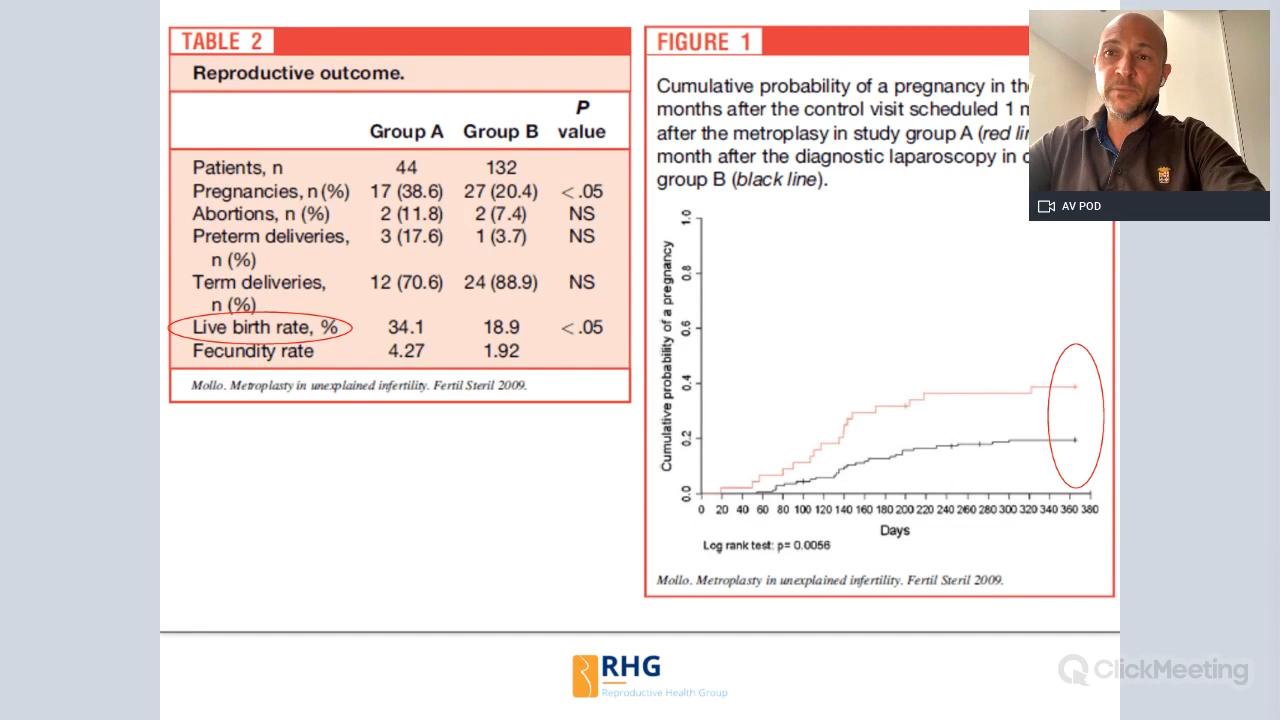 TABLE 2
Reproductive outcome.
P
Group A Group B value
Patients, n 44 132
Pregnancies, n (%) 17 (38.6) 27 (20.4) <.05
Abortions, n (%) 2 (11.8) 2 (7.4) NS
Preterm deliveries, 3 (17.6) 1 (3.7) NS
n (%)
Term deliveries, 12 (70.6) 24 (88.9) NS
n (%)
Live birth rate, % 34.1 18.9 <.05
Fecundity rate 4.27 1.92
Mollo. Metroplasty in unexplained infertility. Fertil Steril 2009.
FIGURE 1
Cumulative probability of a pregnancy in the
months after the control visit scheduled 1
after the metroplasy in study group A (red
month after the diagnostic laparoscopy in
group B (black line).
Cumulative probability of a pregnancy
1.0
0.8
0.6
0.4
0.2
0.0
0 20 40 60 80 100 120 140 160 180 200 220 240 260 280 300 320 340 360 380
Days
Log rank test: p= 0.0056
Mollo. Metroplasty in unexplained infertility. Fertil Steril 2009.
AV POD
RHG
Reproductive Health Group
ClickMeeting